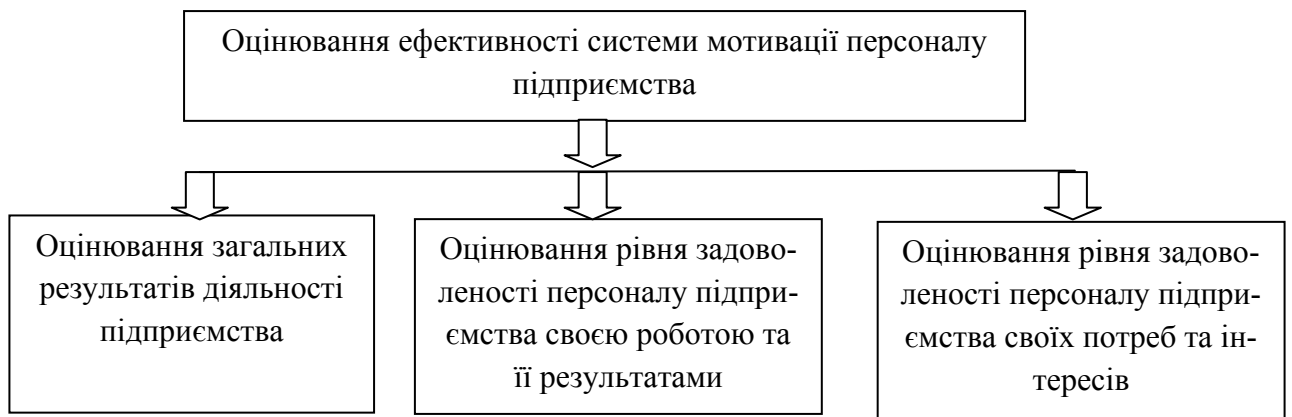 Оцінювання ефективності системи мотивації персоналу
підприємства
Оцінювання загальних
результатів діяльності
підприємства
Оцінювання рівня задово-
леності персоналу підпри-
ємства своєю роботою та
її результатами
Оцінювання рівня задово-
леності персоналу підпри-
ємства своїх потреб та ін-
тересів